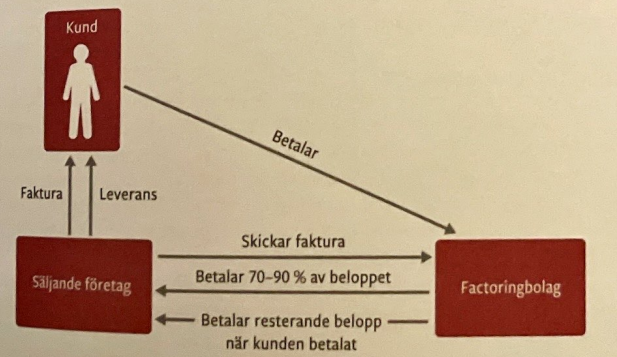 Kund
Betalar
Faktura
Leverans
Säljande företag
Skickar faktura
Betalar 70–90 % av beloppet
Betalar resterande belopp
när kunden betalat
Factoringbolag